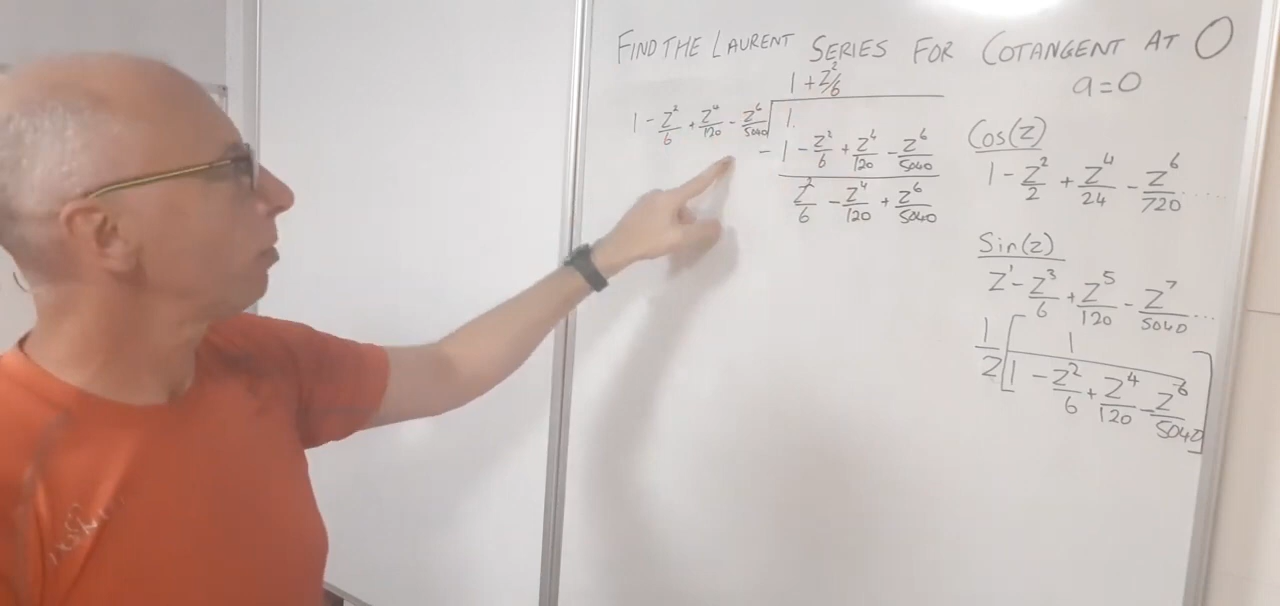 FIND THE LAURENT SERIES FOR COTANGENT AT 0
a=0
1 + z²/6
1 - z²/6 + z⁴/120 - z⁶/5040 | 1.
- 1 - z²/6 + z⁴/120 - z⁶/5040
z²/6 - z⁴/120 + z⁶/5040
Cos(z)
1 - z²/2 + z⁴/24 - z⁶/720 ....
Sin(z)
z¹ - z³/6 + z⁵/120 - z⁷/5040 ...
1/z [ 1 / (1 - z²/6 + z⁴/120 - z⁶/5040) ]